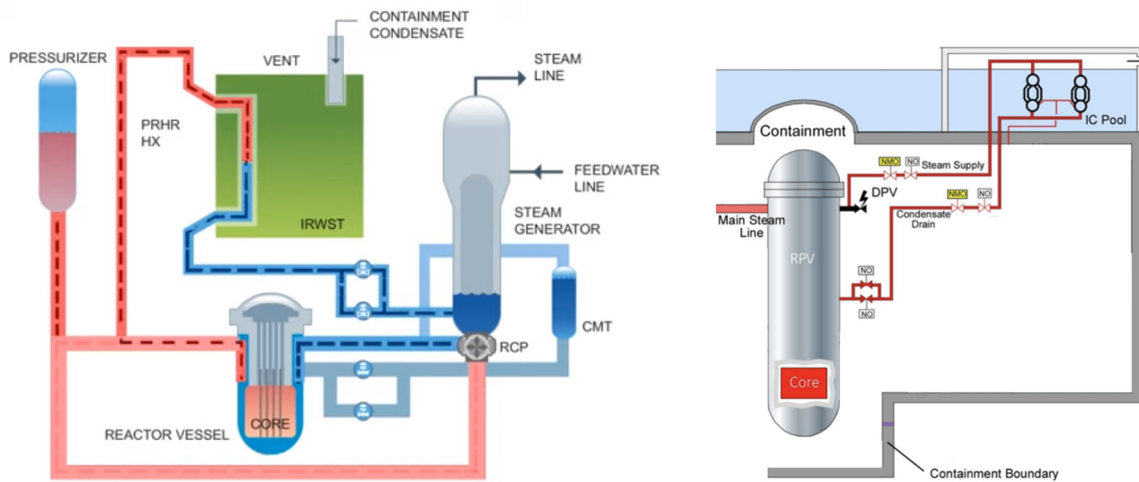 CONTAINMENT
CONDENSATE
PRESSURIZER
VENT
STEAM
LINE
PRHR
HX
FEEDWATER
LINE
IRWST
STEAM
GENERATOR
CMT
RCP
CORE
REACTOR VESSEL
IC Pool
Containment
NMO
NO
Steam Supply
DPV
NMO
NO
Main Steam
Line
Condensate
Drain
RPV
NO
NO
Core
Containment Boundary